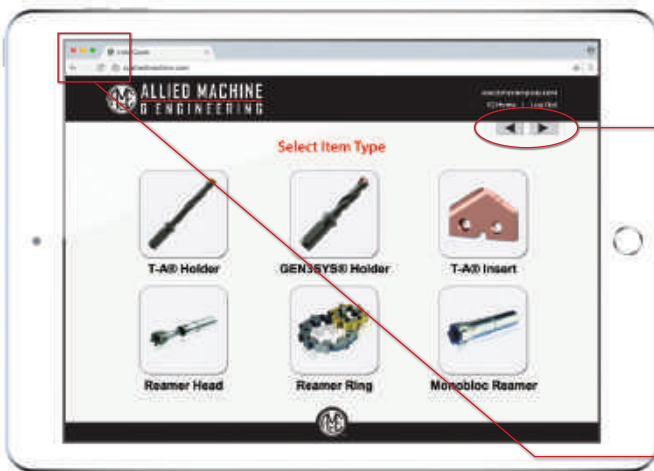 ALLIED MACHINE
& ENGINEERING
Select Item Type
T-A® Holder
GEN3SYS® Holder
T-A® Insert
Reamer Head
Reamer Ring
Monobloc Reamer